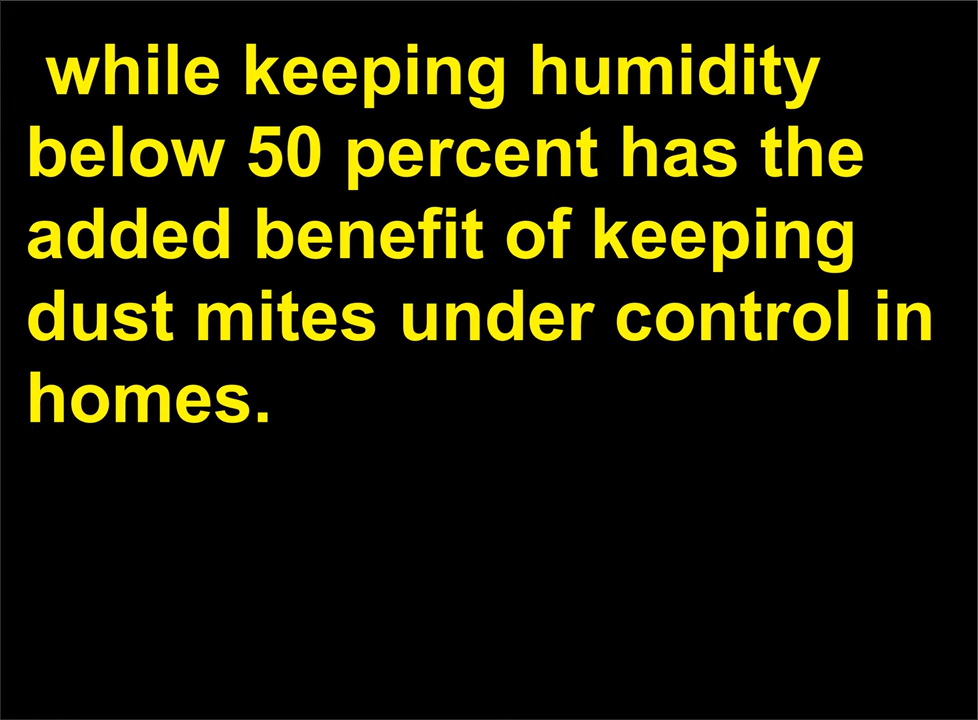 while keeping humidity
below 50 percent has the
added benefit of keeping
dust mites under control in
homes.